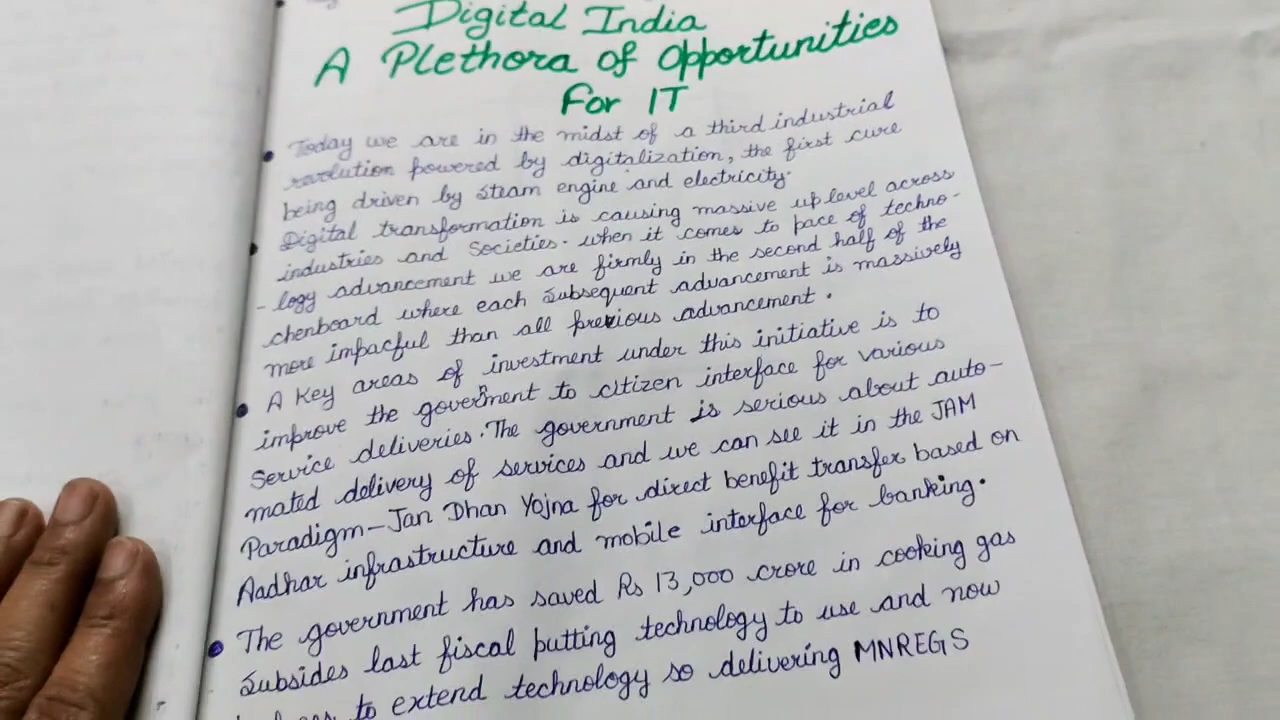 Digital India
A Plethora of Opportunities
For IT
Today we are in the midst of a third industrial
revolution powered by digitalization, the first cure
being driven by steam engine and electricity.
Digital transformation is causing massive up level across
industries and Societies. when it comes to pace of techno-
- logy advancement we are firmly in the second half of the
chenboard where each subsequent advancement is massively
more impacful than all previous advancement.
A Key areas of investment under this initiative is to
improve the government to citizen interface for various
Service deliveries. The government is serious about auto-
mated delivery of services and we can see it in the JAM
Paradigm-Jan Dhan Yojna for direct benefit transfer based on
Aadhar infrastructure and mobile interface for banking.
The government has saved Rs 13,000 crore in cooking gas
Subsides last fiscal putting technology to use and now
to extend technology so delivering MNREGS